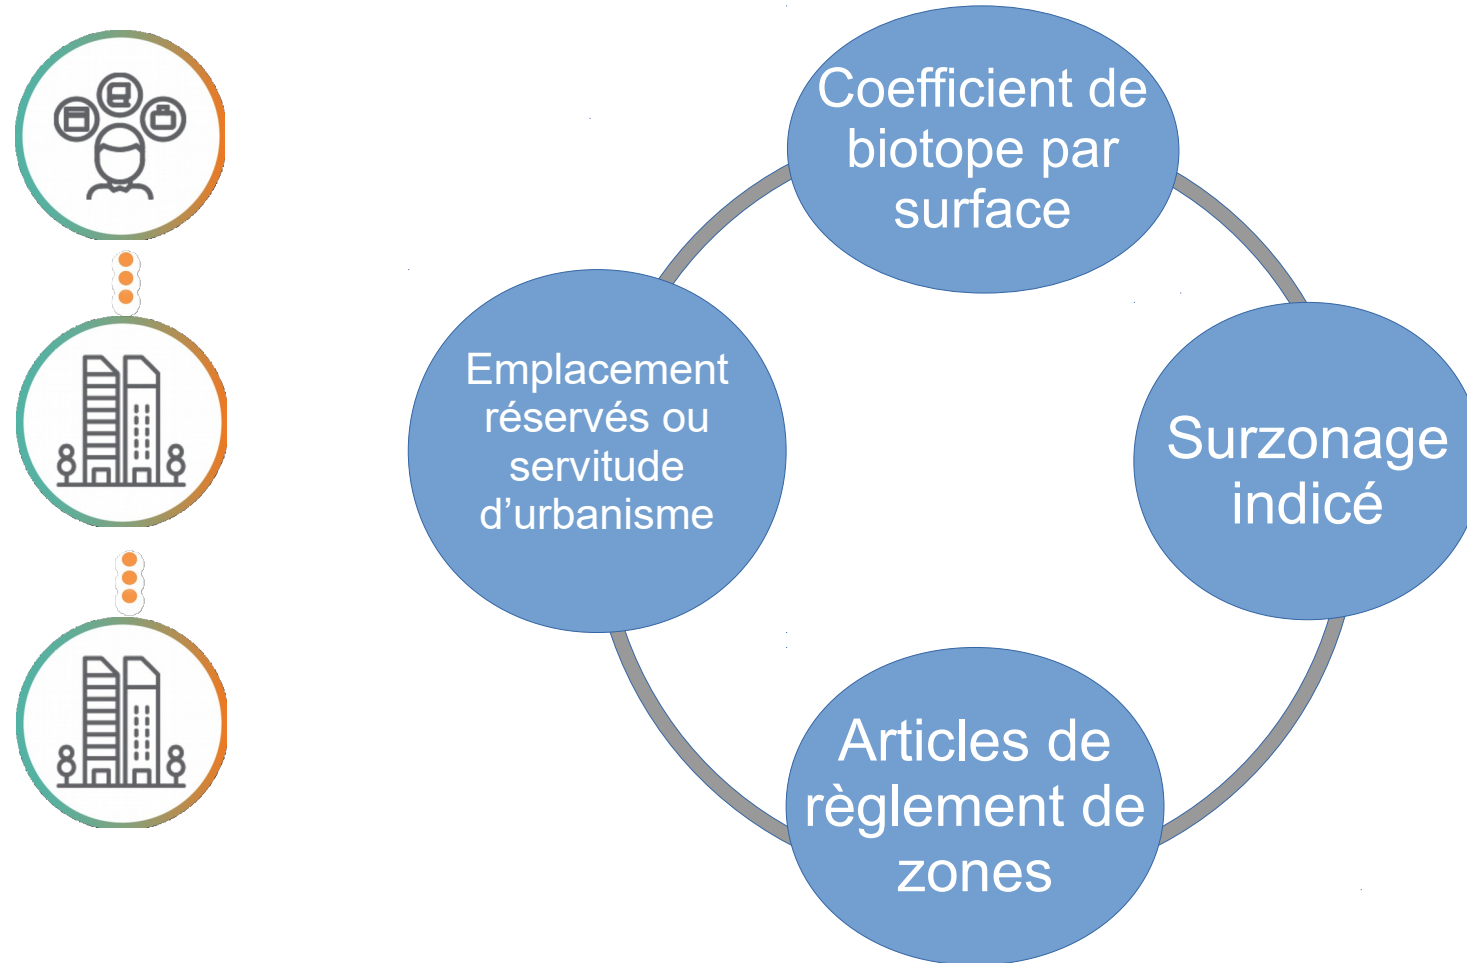 Coefficient de
biotope par
surface
Emplacement
réservés ou
servitude
d’urbanisme
Surzonage
indicé
Articles de
règlement de
zones